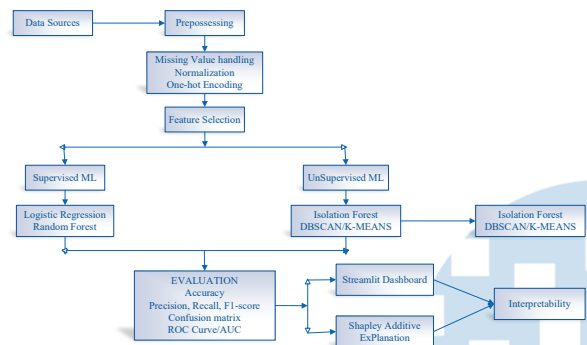 Data Sources
Prepossessing
Missing Value handling
Normalization
One-hot Encoding
Feature Selection
Supervised ML
UnSupervised ML
Logistic Regression
Random Forest
Isolation Forest
DBSCAN/K-MEANS
Isolation Forest
DBSCAN/K-MEANS
EVALUATION
Accuracy
Precision, Recall, F1-score
Confusion matrix
ROC Curve/AUC
Streamlit Dashboard
Shapley Additive
ExPlanation
Interpretability